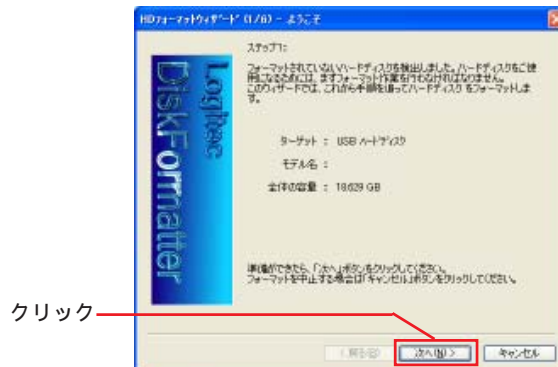 HDフォーマットウィザード (1/6) - ようこそ
Logitec
DiskFormatter
ステップ1:
フォーマットされていないハードディスクを検出しました。ハードディスクをご使
用になるためには、まずフォーマット作業を行わなければなりません。
このウィザードでは、これから手順を追ってハードディスク をフォーマットしま
す。
ターゲット : USB ハードディスク
モデル名 :
全体の容量 : 18.629 GB
準備ができたら、「次へ」ボタンをクリックしてください。
フォーマットを中止する場合は「キャンセル」ボタンをクリックしてください。
クリック
< 戻る(B)
次へ(N) >
キャンセル